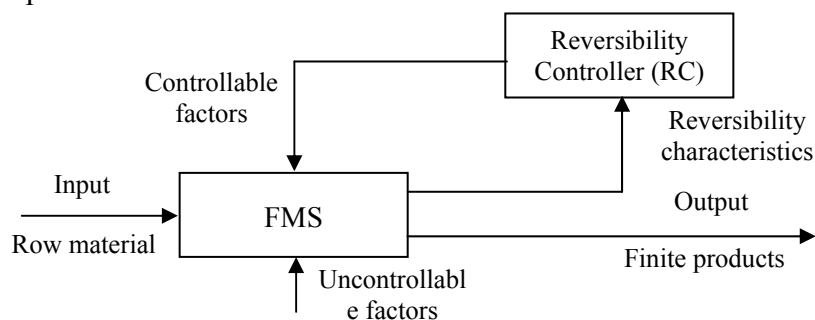 Reversibility
Controller (RC)
Controllable
factors
Reversibility
characteristics
Input
FMS
Output
Row material
Finite products
Uncontrollabl
e factors